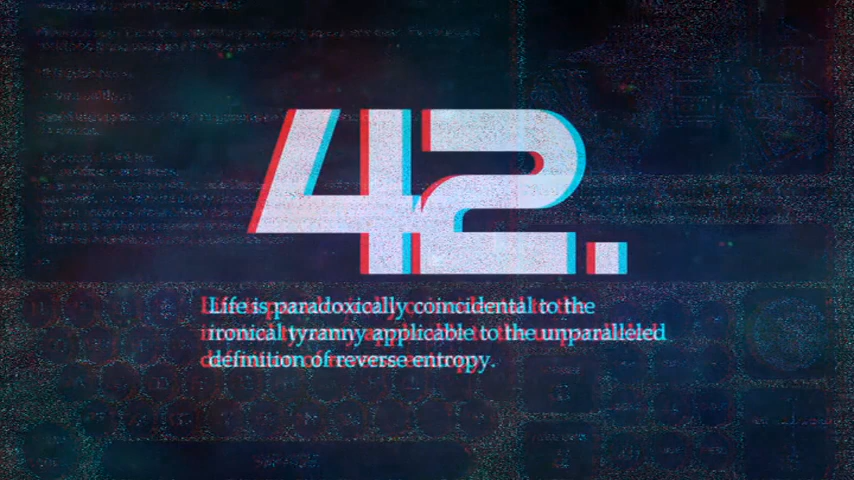 42.
Life is paradoxically coincidental to the
ironical tyranny applicable to the unparalleled
definition of reverse entropy.